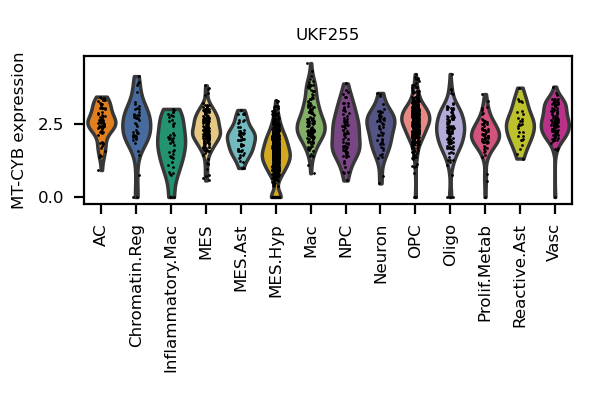 UKF255
MT-CYB expression
2.5
0.0
AC
Chromatin.Reg
Inflammatory.Mac
MES
MES.Ast
MES.Hyp
Mac
NPC
Neuron
OPC
Oligo
Prolif.Metab
Reactive.Ast
Vasc